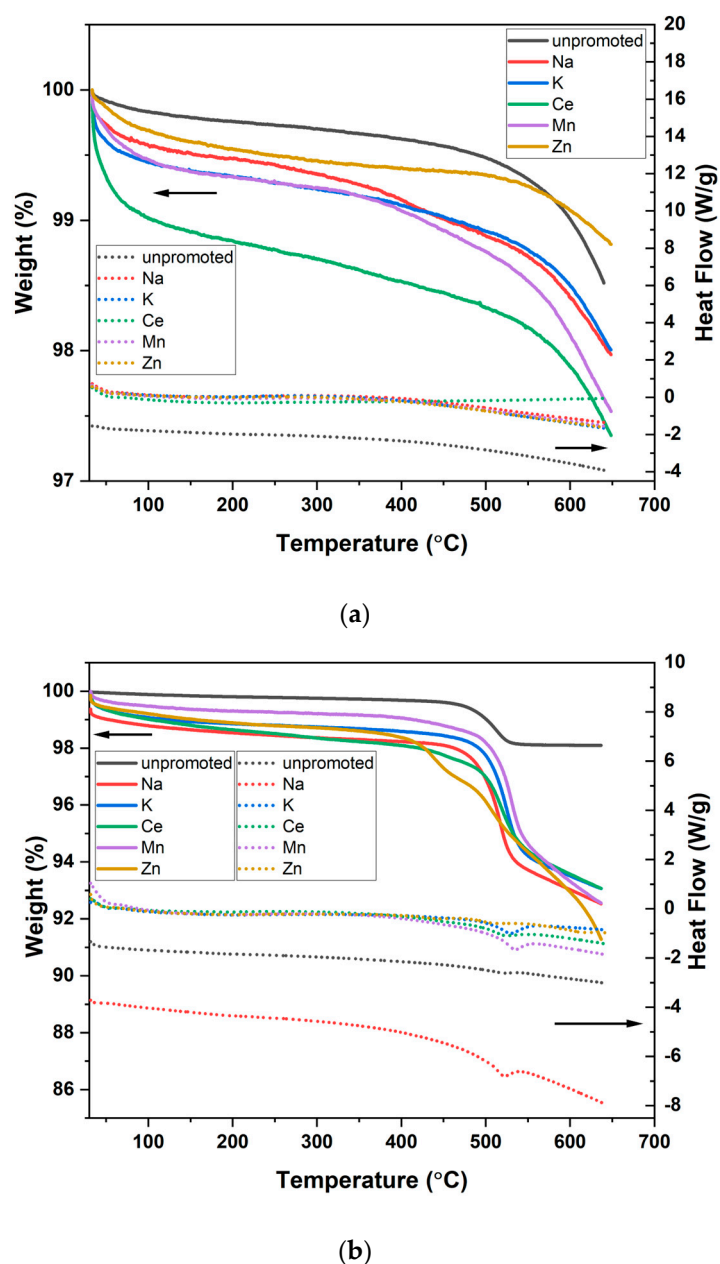 20
unpromoted
Na
K
Ce
Mn
Zn
18
16
14
12
10
8
6
4
2
0
-2
-4
Heat Flow (W/g)
100
99
98
97
Weight (%)
unpromoted
Na
K
Ce
Mn
Zn
100 200 300 400 500 600 700
Temperature (°C)
(a)
10
8
6
4
2
0
-2
-4
-6
-8
Heat Flow (W/g)
100
98
96
94
92
90
88
86
Weight (%)
unpromoted unpromoted
Na Na
K K
Ce Ce
Mn Mn
Zn Zn
100 200 300 400 500 600 700
Temperature (°C)
(b)